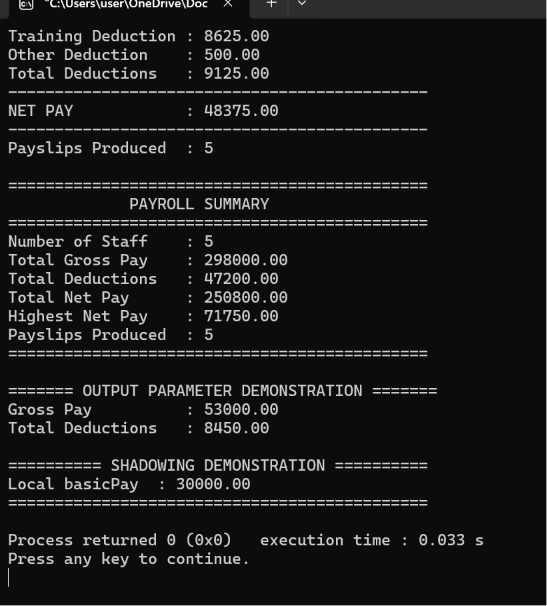 "C:\Users\user\OneDrive\Doc
Training Deduction : 8625.00
Other Deduction    : 500.00
Total Deductions   : 9125.00
---------------------------------------------
NET PAY            : 48375.00
---------------------------------------------
Payslips Produced  : 5
=============================================
             PAYROLL SUMMARY
=============================================
Number of Staff    : 5
Total Gross Pay    : 298000.00
Total Deductions   : 47200.00
Total Net Pay      : 250800.00
Highest Net Pay    : 71750.00
Payslips Produced  : 5
=============================================
======= OUTPUT PARAMETER DEMONSTRATION =======
Gross Pay          : 53000.00
Total Deductions   : 8450.00
========== SHADOWING DEMONSTRATION ==========
Local basicPay  : 30000.00
=============================================
Process returned 0 (0x0)   execution time : 0.033 s
Press any key to continue.